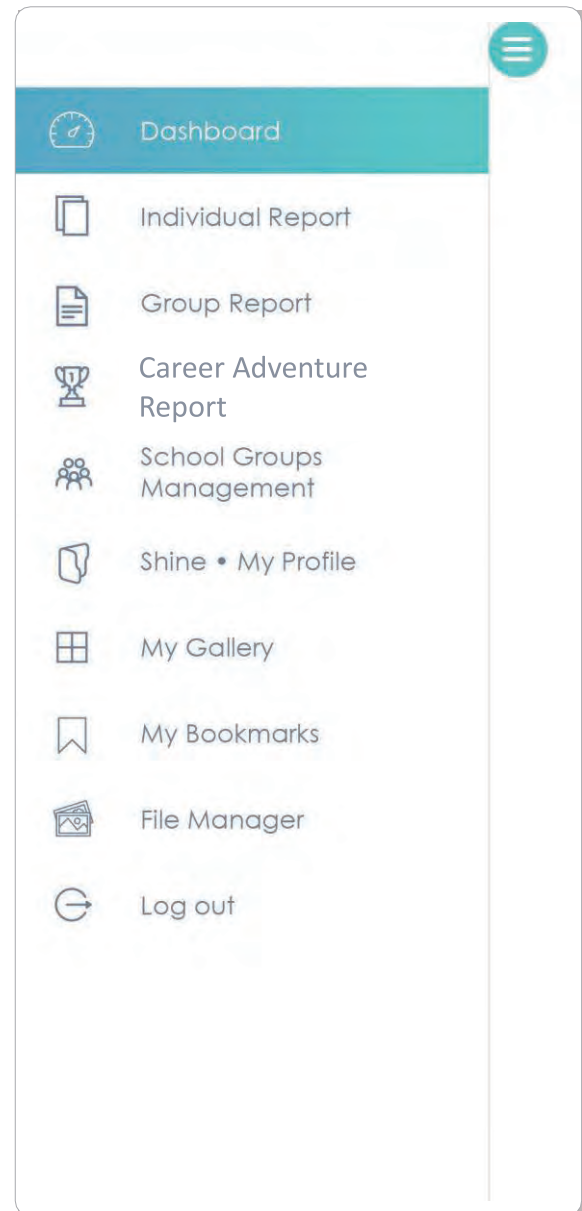 Dashboard
Individual Report
Group Report
Career Adventure
Report
School Groups
Management
Shine • My Profile
My Gallery
My Bookmarks
File Manager
Log out